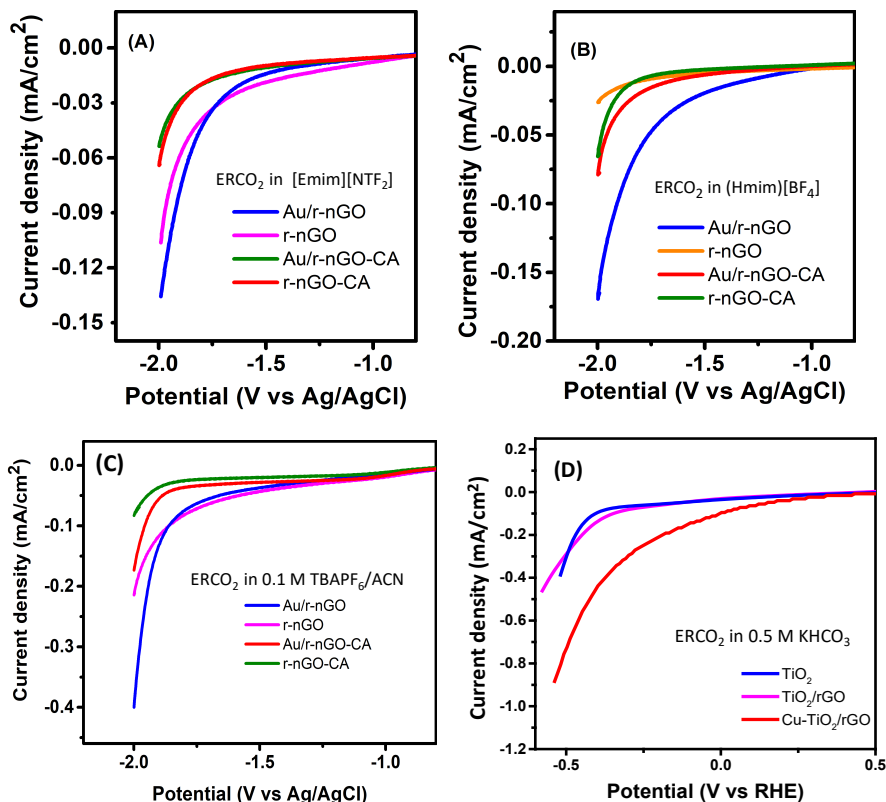 (A)
0.00
-0.03
-0.06
-0.09
-0.12
-0.15
Current density (mA/cm²)
ERCO₂ in [Emim][NTF₂]
Au/r-nGO
r-nGO
Au/r-nGO-CA
r-nGO-CA
-2.0 -1.5 -1.0
Potential (V vs Ag/AgCl)
(B)
0.00
-0.05
-0.10
-0.15
-0.20
Current density (mA/cm²)
ERCO₂ in (Hmim)[BF₄]
Au/r-nGO
r-nGO
Au/r-nGO-CA
r-nGO-CA
-2.0 -1.5 -1.0
Potential (V vs Ag/AgCl)
(C)
0.0
-0.1
-0.2
-0.3
-0.4
Current density (mA/cm²)
ERCO₂ in 0.1 M TBAPF₆/ACN
Au/r-nGO
r-nGO
Au/r-nGO-CA
r-nGO-CA
-2.0 -1.5 -1.0
Potential (V vs Ag/AgCl)
(D)
0.2
0.0
-0.2
-0.4
-0.6
-0.8
-1.0
-1.2
Current density (mA/cm²)
ERCO₂ in 0.5 M KHCO₃
TiO₂
TiO₂/rGO
Cu-TiO₂/rGO
-0.5 0.0 0.5
Potential (V vs RHE)